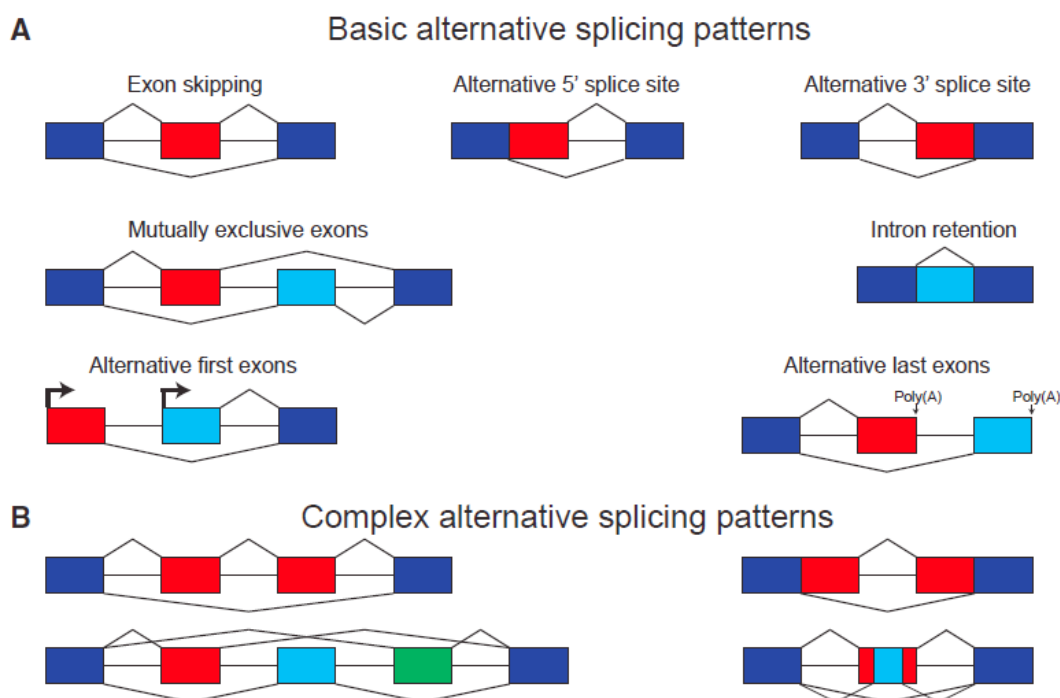 A
Basic alternative splicing patterns
Exon skipping
Alternative 5' splice site
Alternative 3' splice site
Mutually exclusive exons
Intron retention
Alternative first exons
Alternative last exons
Poly(A)
Poly(A)
B
Complex alternative splicing patterns